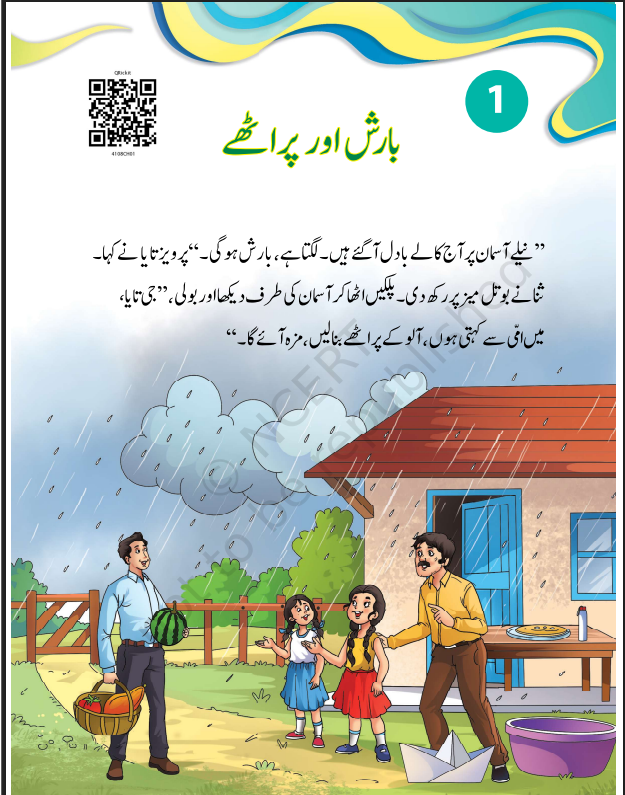 QRickit
4108CH01
1
بارش اور پراٹھے
”نیلے آسمان پر آج کالے بادل آگئے ہیں۔ لگتا ہے، بارش ہوگی۔“ پرویز تایا نے کہا۔
ثنا نے بوتل میز پر رکھ دی۔ پلکیں اٹھا کر آسمان کی طرف دیکھا اور بولی، ”جی تایا،
میں امّی سے کہتی ہوں، آلو کے پراٹھے بنالیں، مزہ آئے گا۔“
© NCERT
not to be republished